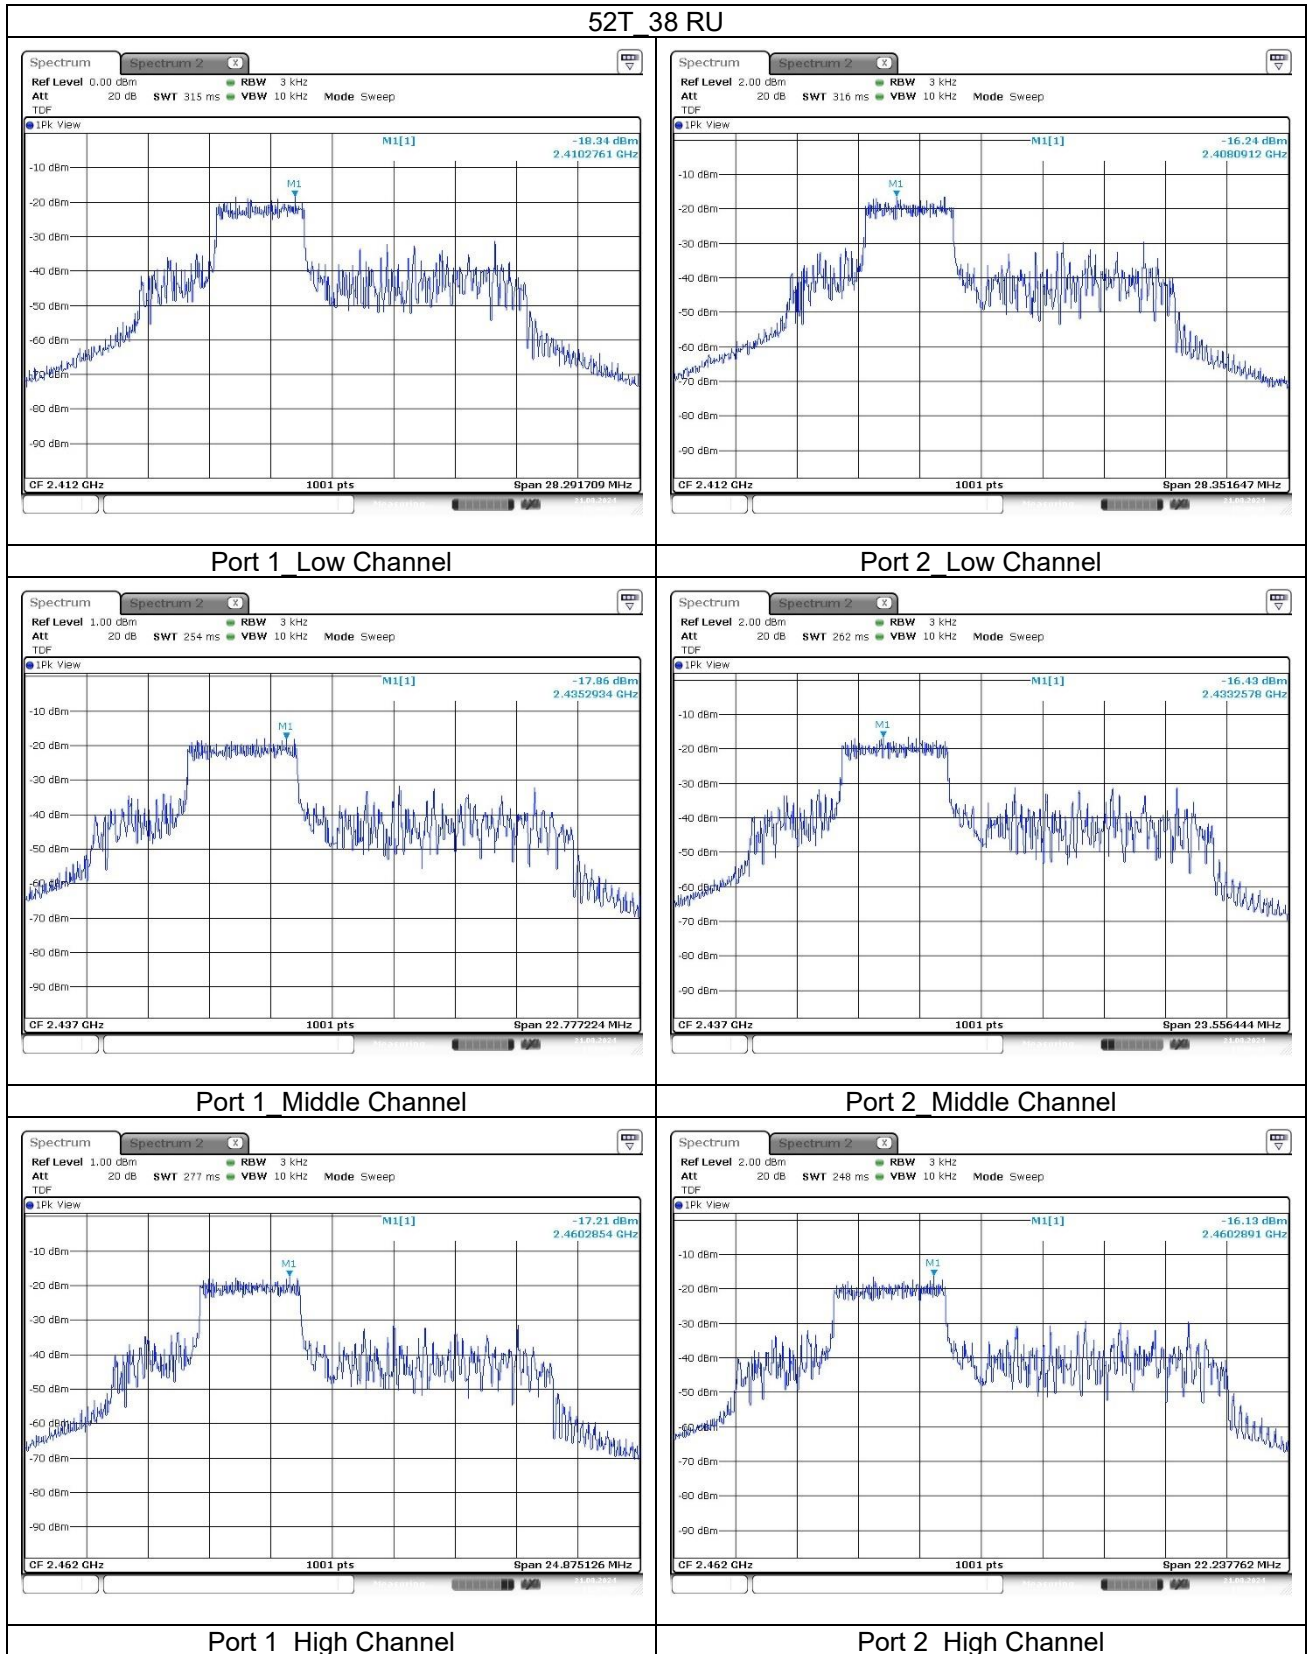 52T_38 RU
Spectrum Spectrum 2 X
Ref Level 0.00 dBm RBW 3 kHz
Att 20 dB SWT 315 ms VBW 10 kHz Mode Sweep
TDF
1Pk View
M1[1] -18.34 dBm
2.4102761 GHz
-10 dBm
M1
-20 dBm
-30 dBm
-40 dBm
-50 dBm
-60 dBm
-70 dBm
-80 dBm
-90 dBm
CF 2.412 GHz 1001 pts Span 28.291709 MHz
Spectrum Spectrum 2 X
Ref Level 2.00 dBm RBW 3 kHz
Att 20 dB SWT 316 ms VBW 10 kHz Mode Sweep
TDF
1Pk View
M1[1] -16.24 dBm
2.4080912 GHz
-10 dBm
M1
-20 dBm
-30 dBm
-40 dBm
-50 dBm
-60 dBm
-70 dBm
-80 dBm
-90 dBm
CF 2.412 GHz 1001 pts Span 28.351647 MHz
Port 1_Low Channel
Port 2_Low Channel
Spectrum Spectrum 2 X
Ref Level 1.00 dBm RBW 3 kHz
Att 20 dB SWT 254 ms VBW 10 kHz Mode Sweep
TDF
1Pk View
M1[1] -17.86 dBm
2.4352934 GHz
-10 dBm
M1
-20 dBm
-30 dBm
-40 dBm
-50 dBm
-60 dBm
-70 dBm
-80 dBm
-90 dBm
CF 2.437 GHz 1001 pts Span 22.777224 MHz
Spectrum Spectrum 2 X
Ref Level 2.00 dBm RBW 3 kHz
Att 20 dB SWT 262 ms VBW 10 kHz Mode Sweep
TDF
1Pk View
M1[1] -16.43 dBm
2.4332578 GHz
-10 dBm
M1
-20 dBm
-30 dBm
-40 dBm
-50 dBm
-60 dBm
-70 dBm
-80 dBm
-90 dBm
CF 2.437 GHz 1001 pts Span 23.556444 MHz
Port 1_Middle Channel
Port 2_Middle Channel
Spectrum Spectrum 2 X
Ref Level 1.00 dBm RBW 3 kHz
Att 20 dB SWT 277 ms VBW 10 kHz Mode Sweep
TDF
1Pk View
M1[1] -17.21 dBm
2.4602854 GHz
-10 dBm
M1
-20 dBm
-30 dBm
-40 dBm
-50 dBm
-60 dBm
-70 dBm
-80 dBm
-90 dBm
CF 2.462 GHz 1001 pts Span 24.875126 MHz
Spectrum Spectrum 2 X
Ref Level 2.00 dBm RBW 3 kHz
Att 20 dB SWT 248 ms VBW 10 kHz Mode Sweep
TDF
1Pk View
M1[1] -16.13 dBm
2.4602891 GHz
-10 dBm
M1
-20 dBm
-30 dBm
-40 dBm
-50 dBm
-60 dBm
-70 dBm
-80 dBm
-90 dBm
CF 2.462 GHz 1001 pts Span 22.237762 MHz
Port 1_High Channel
Port 2_High Channel